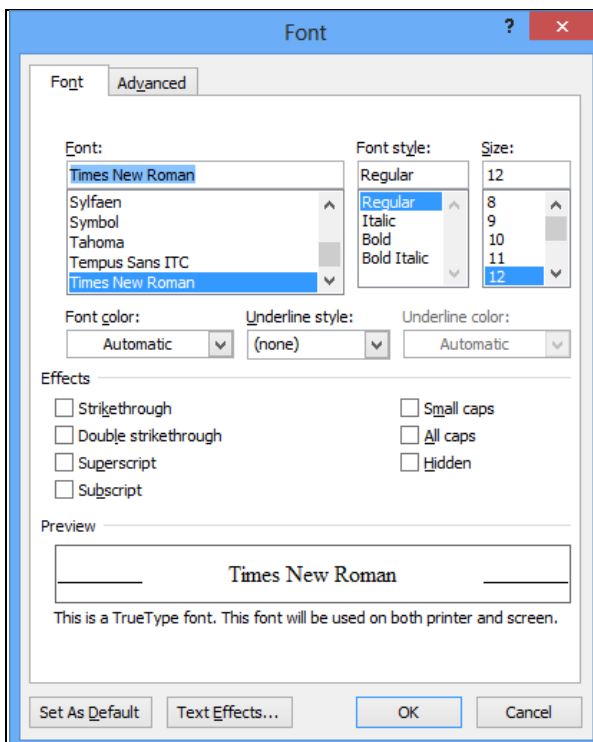 Font ?
Font Advanced
Font: Font style: Size:
Times New Roman Regular 12
Sylfaen Regular 8
Symbol Italic 9
Tahoma Bold 10
Tempus Sans ITC Bold Italic 11
Times New Roman 12
Font color: Underline style: Underline color:
Automatic (none) Automatic
Effects
Strikethrough Small caps
Double strikethrough All caps
Superscript Hidden
Subscript
Preview
Times New Roman
This is a TrueType font. This font will be used on both printer and screen.
Set As Default Text Effects... OK Cancel